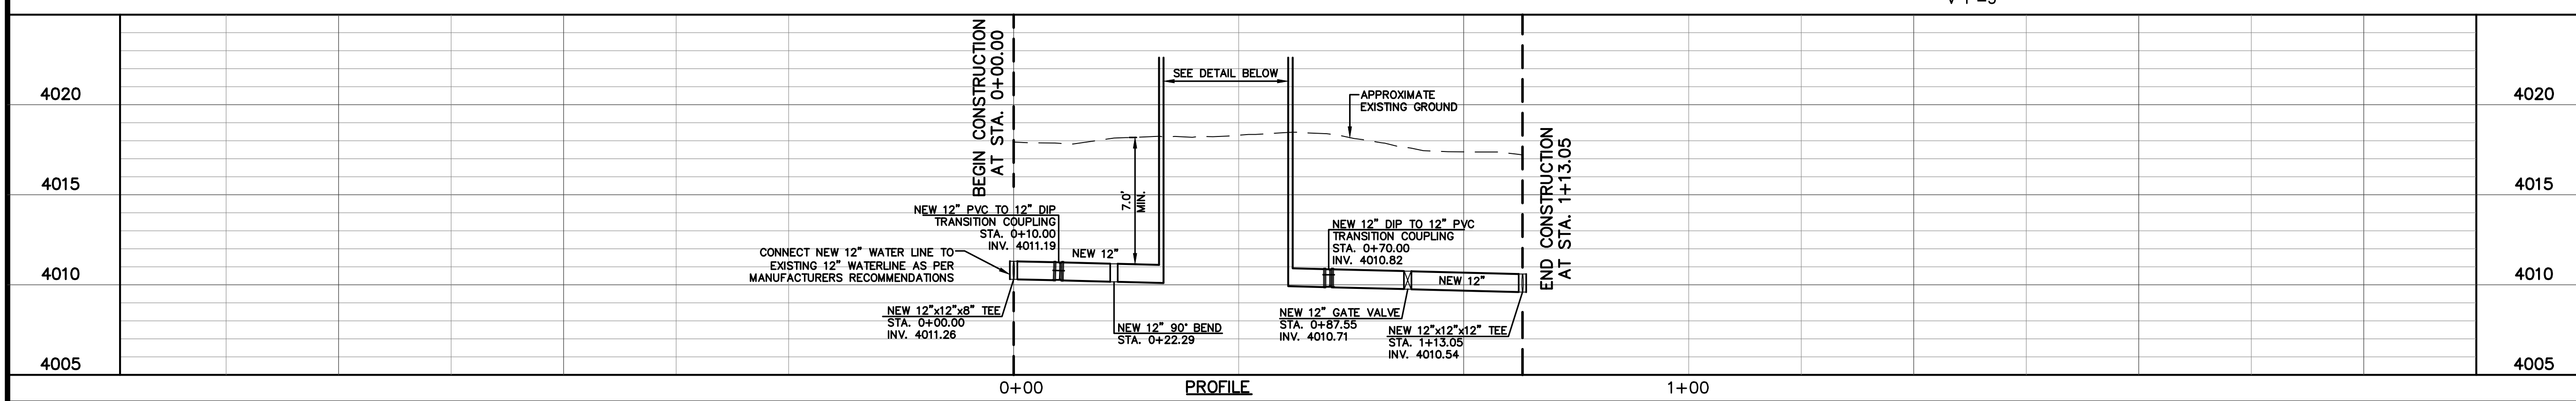 4020
4015
4010
4005
BEGIN CONSTRUCTION
AT STA. 0+00.00
SEE DETAIL BELOW
APPROXIMATE
EXISTING GROUND
7.0'
MIN.
NEW 12" PVC TO 12" DIP
TRANSITION COUPLING
STA. 0+10.00
INV. 4011.19
CONNECT NEW 12" WATER LINE TO
EXISTING 12" WATERLINE AS PER
MANUFACTURERS RECOMMENDATIONS
NEW 12"
NEW 12"x12"x8" TEE
STA. 0+00.00
INV. 4011.26
NEW 12" 90° BEND
STA. 0+22.29
NEW 12" DIP TO 12" PVC
TRANSITION COUPLING
STA. 0+70.00
INV. 4010.82
NEW 12"
NEW 12" GATE VALVE
STA. 0+87.55
INV. 4010.71
NEW 12"x12"x12" TEE
STA. 1+13.05
INV. 4010.54
END CONSTRUCTION
AT STA. 1+13.05
4020
4015
4010
4005
0+00
PROFILE
1+00